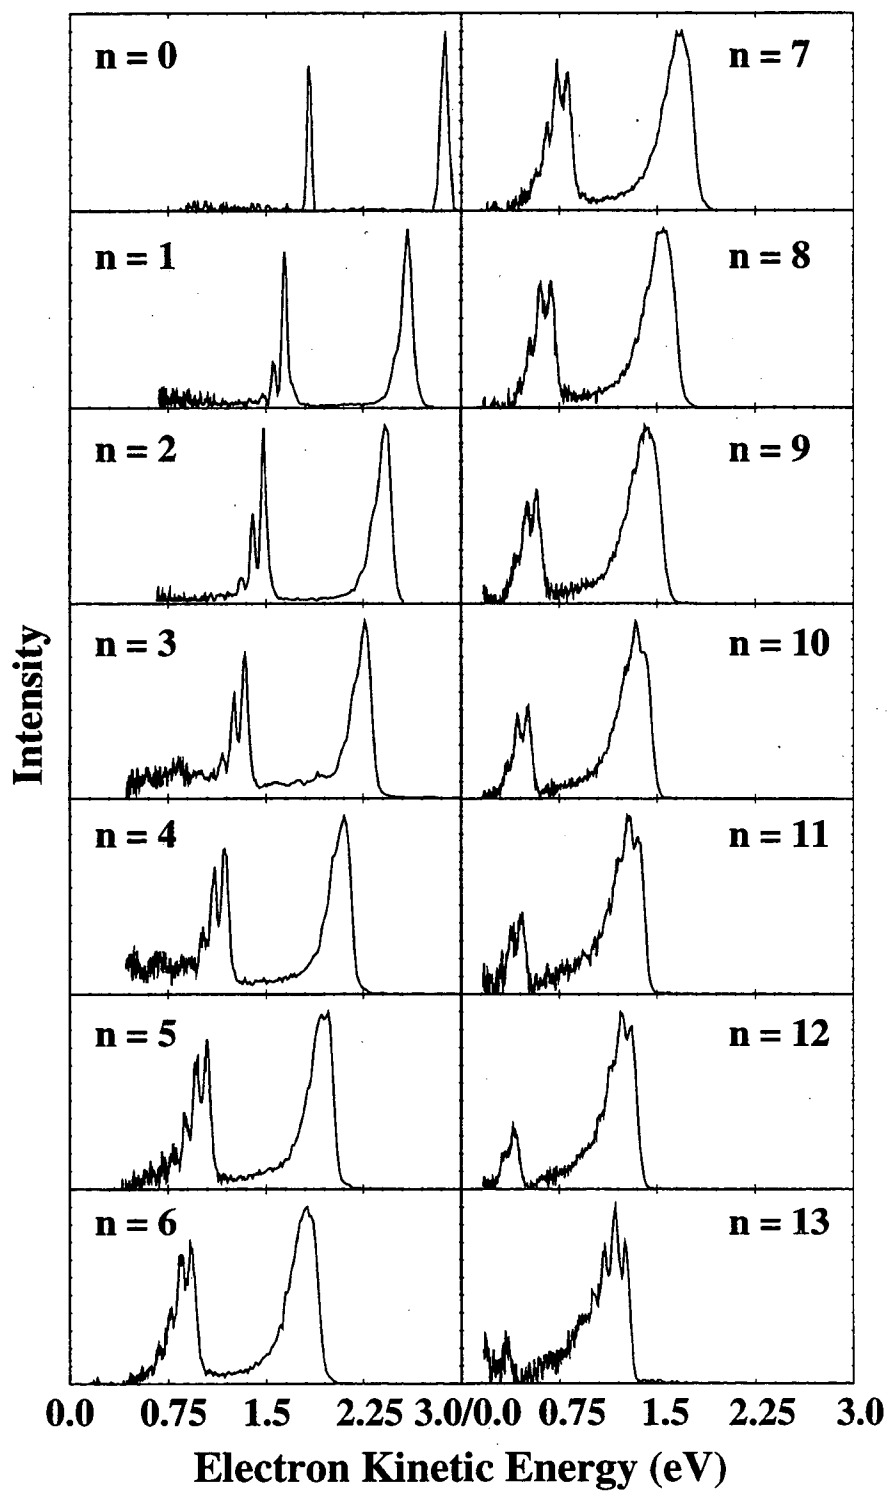 n = 0
n = 7
n = 1
n = 8
n = 2
n = 9
n = 3
n = 10
n = 4
n = 11
n = 5
n = 12
n = 6
n = 13
Intensity
0.0 0.75 1.5 2.25 3.0/0.0 0.75 1.5 2.25 3.0
Electron Kinetic Energy (eV)